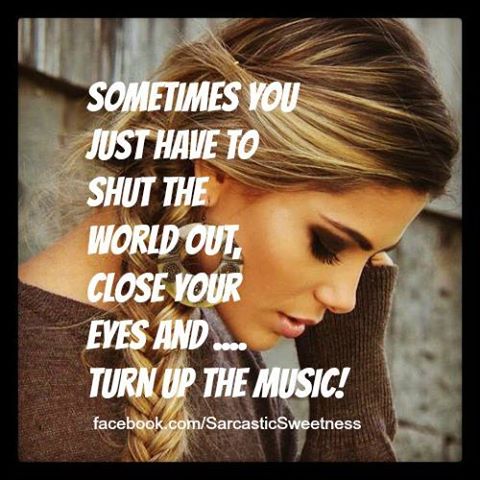 SOMETIMES YOU
JUST HAVE TO
SHUT THE
WORLD OUT,
CLOSE YOUR
EYES AND ....
TURN UP THE MUSIC!
facebook.com/SarcasticSweetness